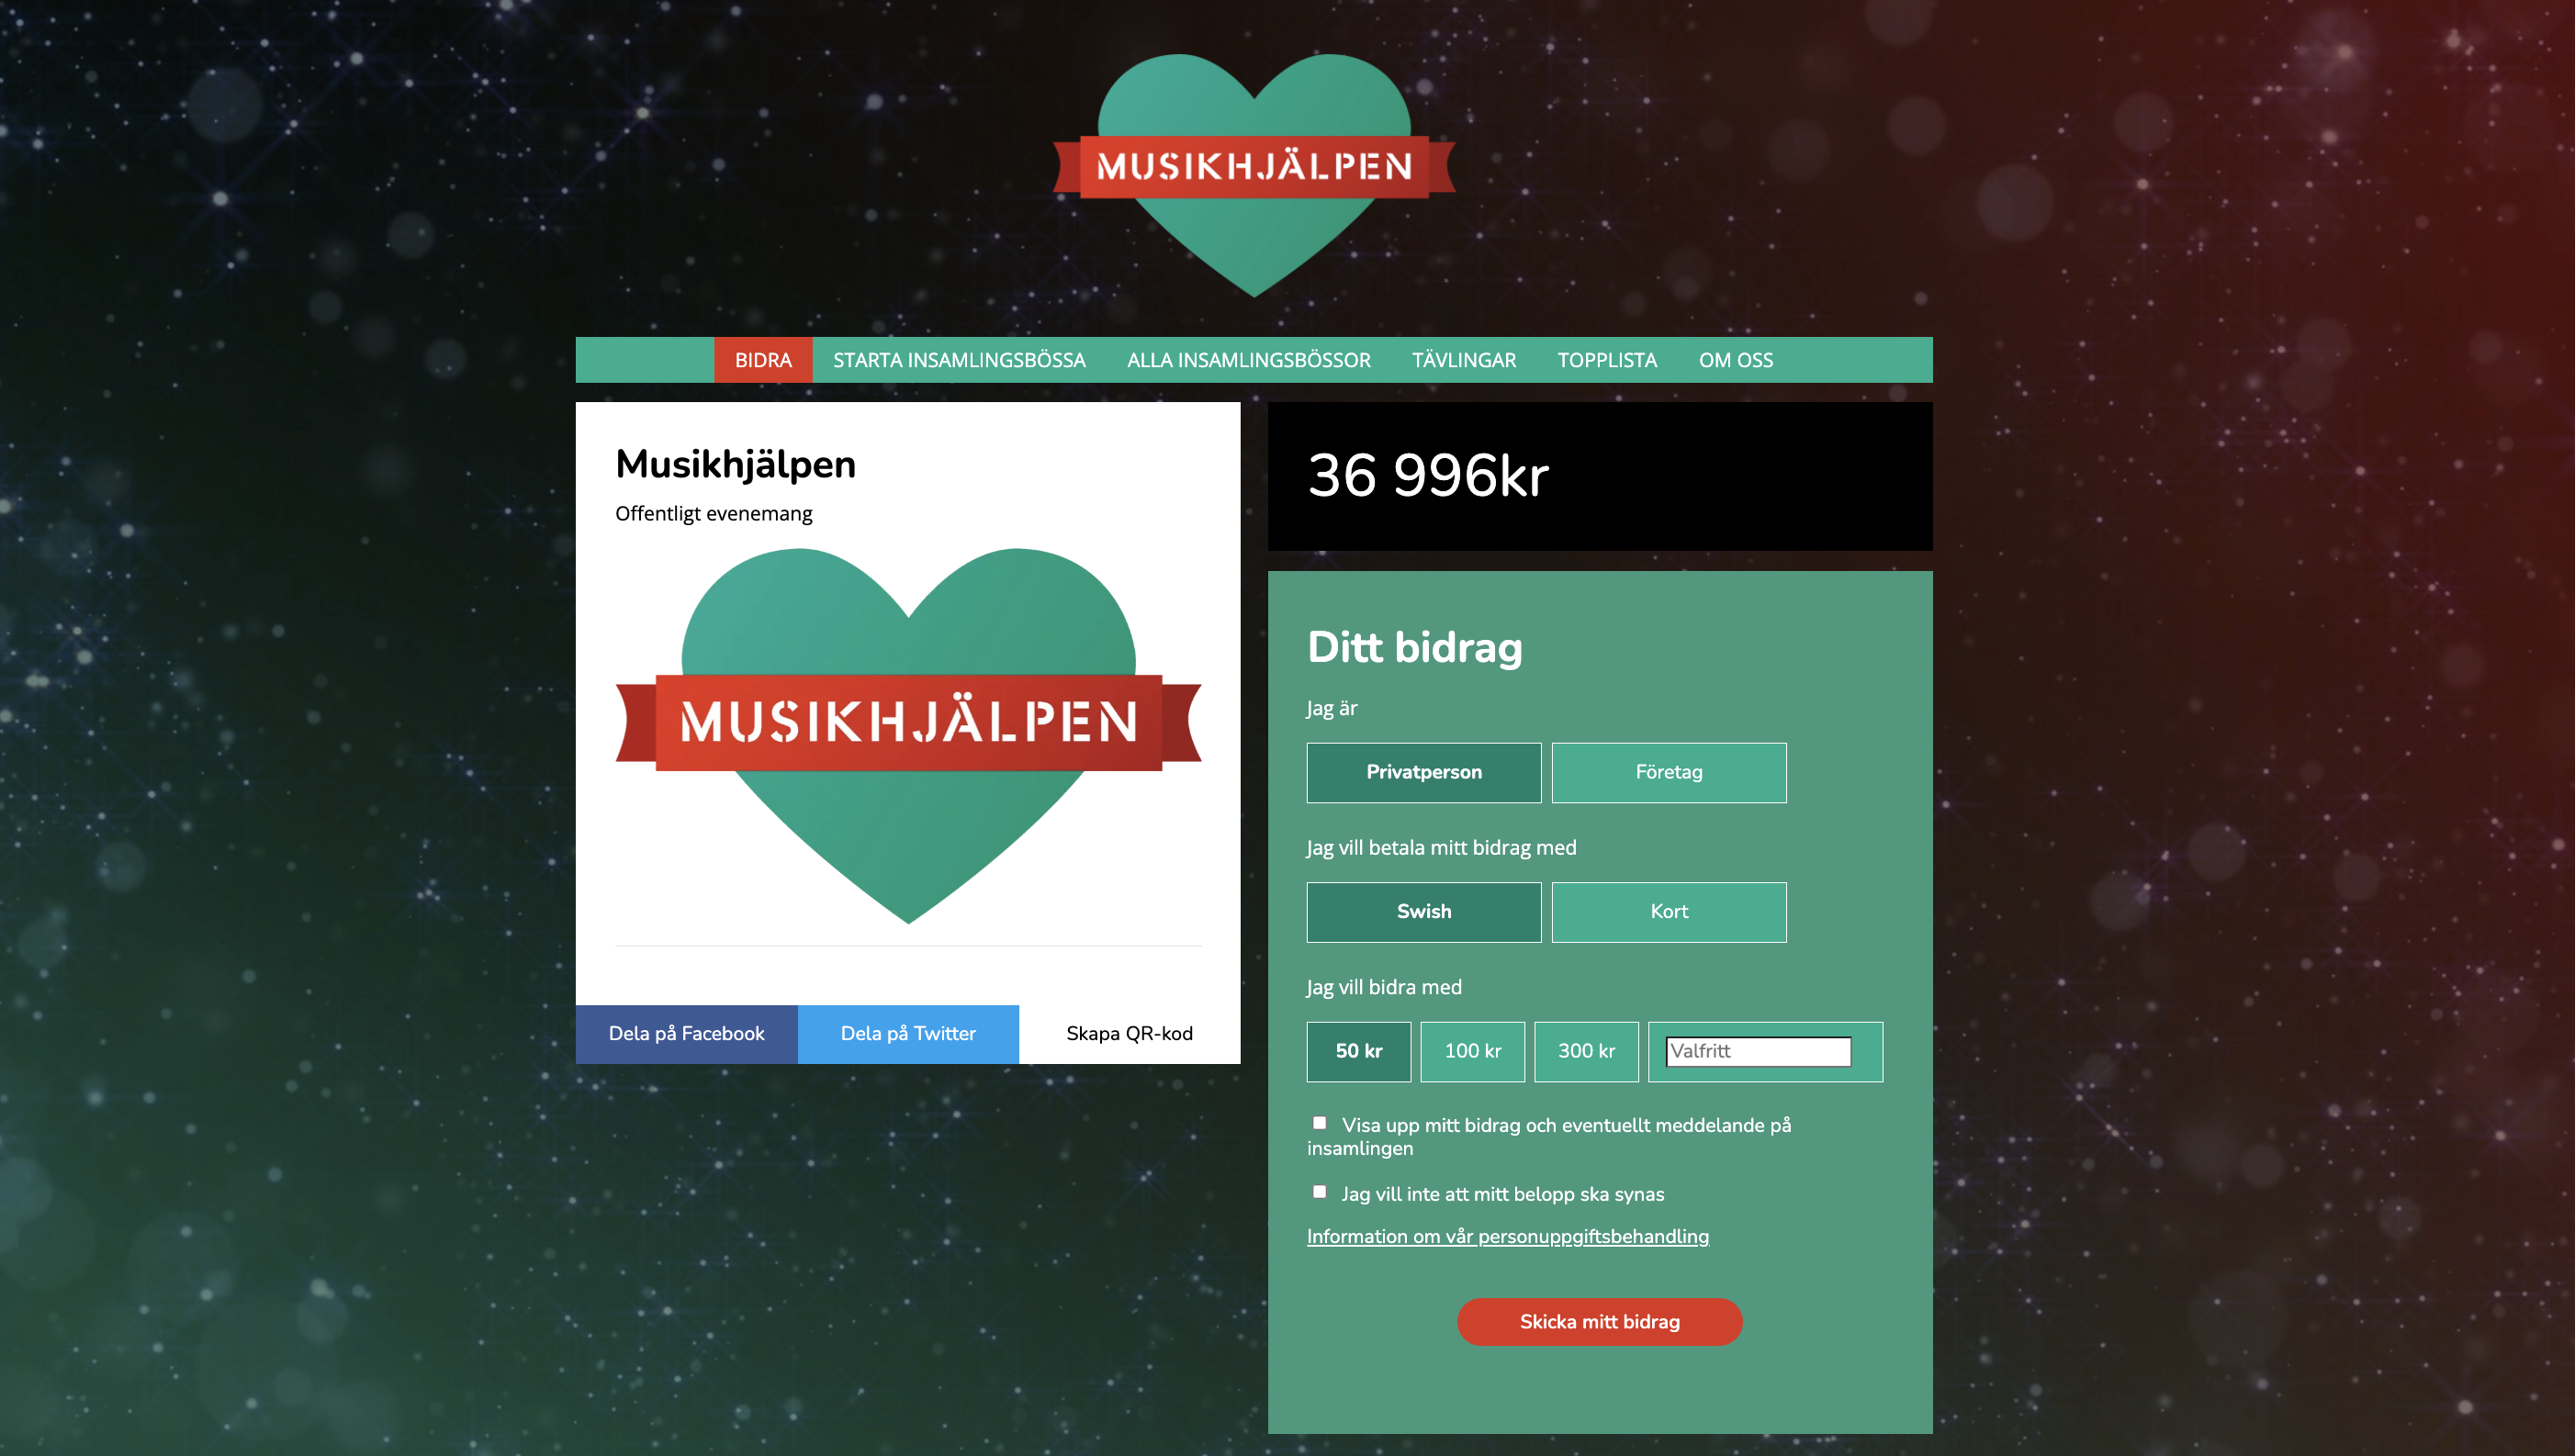 MUSIKHJÄLPEN
BIDRA STARTA INSAMLINGSBÖSSA ALLA INSAMLINGSBÖSSOR TÄVLINGAR TOPPLISTA OM OSS
Musikhjälpen
Offentligt evenemang
MUSIKHJÄLPEN
Dela på Facebook Dela på Twitter Skapa QR-kod
36 996kr
Ditt bidrag
Jag är
Privatperson Företag
Jag vill betala mitt bidrag med
Swish Kort
Jag vill bidra med
50 kr 100 kr 300 kr Valfritt
Visa upp mitt bidrag och eventuellt meddelande på
insamlingen
Jag vill inte att mitt belopp ska synas
Information om vår personuppgiftsbehandling
Skicka mitt bidrag